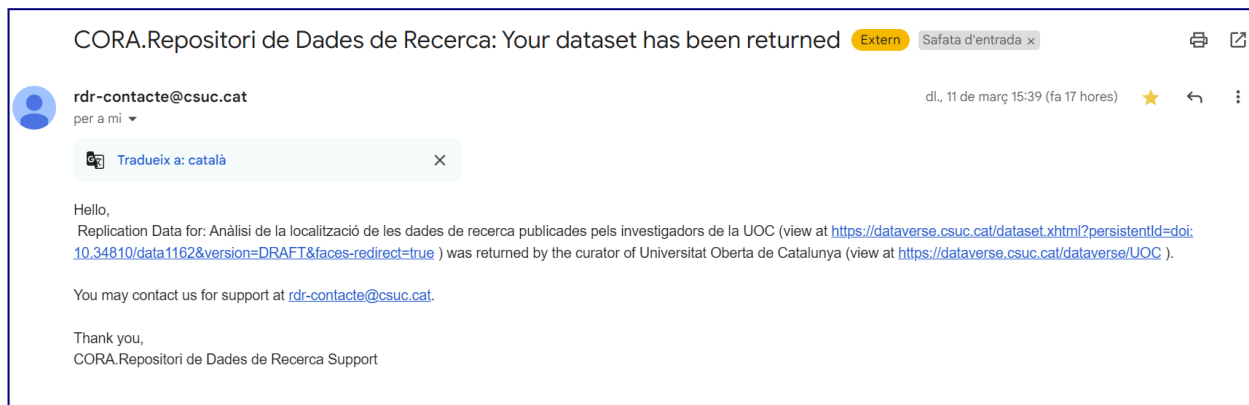 CORA.Repositori de Dades de Recerca: Your dataset has been returned Extern Safata d'entrada ×
rdr-contacte@csuc.cat dl., 11 de març 15:39 (fa 17 hores)
per a mi
Tradueix a: català
Hello,
Replication Data for: Anàlisi de la localització de les dades de recerca publicades pels investigadors de la UOC (view at https://dataverse.csuc.cat/dataset.xhtml?persistentId=doi:
10.34810/data1162&version=DRAFT&faces-redirect=true ) was returned by the curator of Universitat Oberta de Catalunya (view at https://dataverse.csuc.cat/dataverse/UOC ).
You may contact us for support at rdr-contacte@csuc.cat.
Thank you,
CORA.Repositori de Dades de Recerca Support